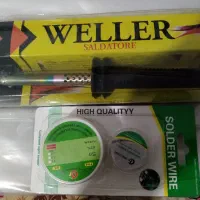 WELLER
SALDATORE
HIGH QUALITYY
SOLDER WIRE